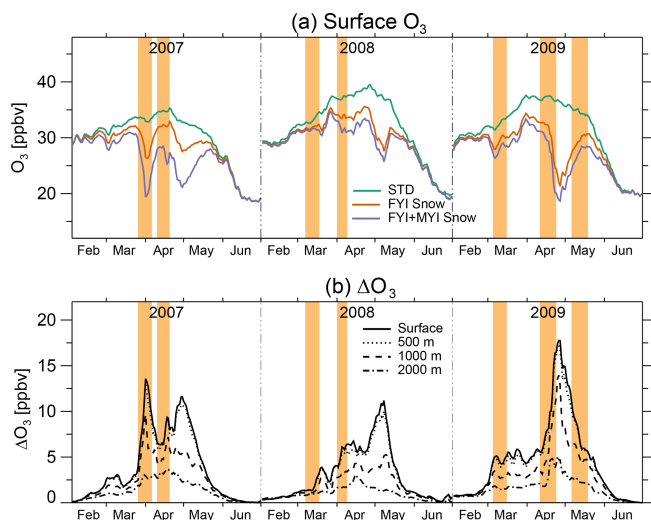 (a) Surface O₃
2007 2008 2009
O₃ [ppbv]
40
30
20
STD
FYI Snow
FYI+MYI Snow
Feb Mar Apr May Jun Feb Mar Apr May Jun Feb Mar Apr May Jun
(b) ΔO₃
2007 2008 2009
ΔO₃ [ppbv]
20
15
10
5
0
Surface
500 m
1000 m
2000 m
Feb Mar Apr May Jun Feb Mar Apr May Jun Feb Mar Apr May Jun